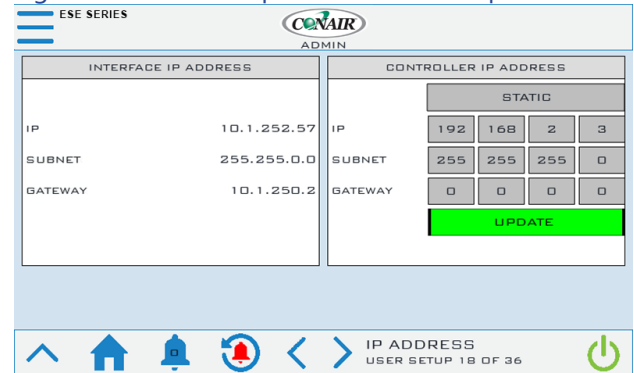 ESE SERIES
CONAIR
ADMIN
INTERFACE IP ADDRESS
IP 10.1.252.57
SUBNET 255.255.0.0
GATEWAY 10.1.250.2
CONTROLLER IP ADDRESS
STATIC
IP 192 168 2 3
SUBNET 255 255 255 0
GATEWAY 0 0 0 0
UPDATE
0
IP ADDRESS
USER SETUP 18 OF 36